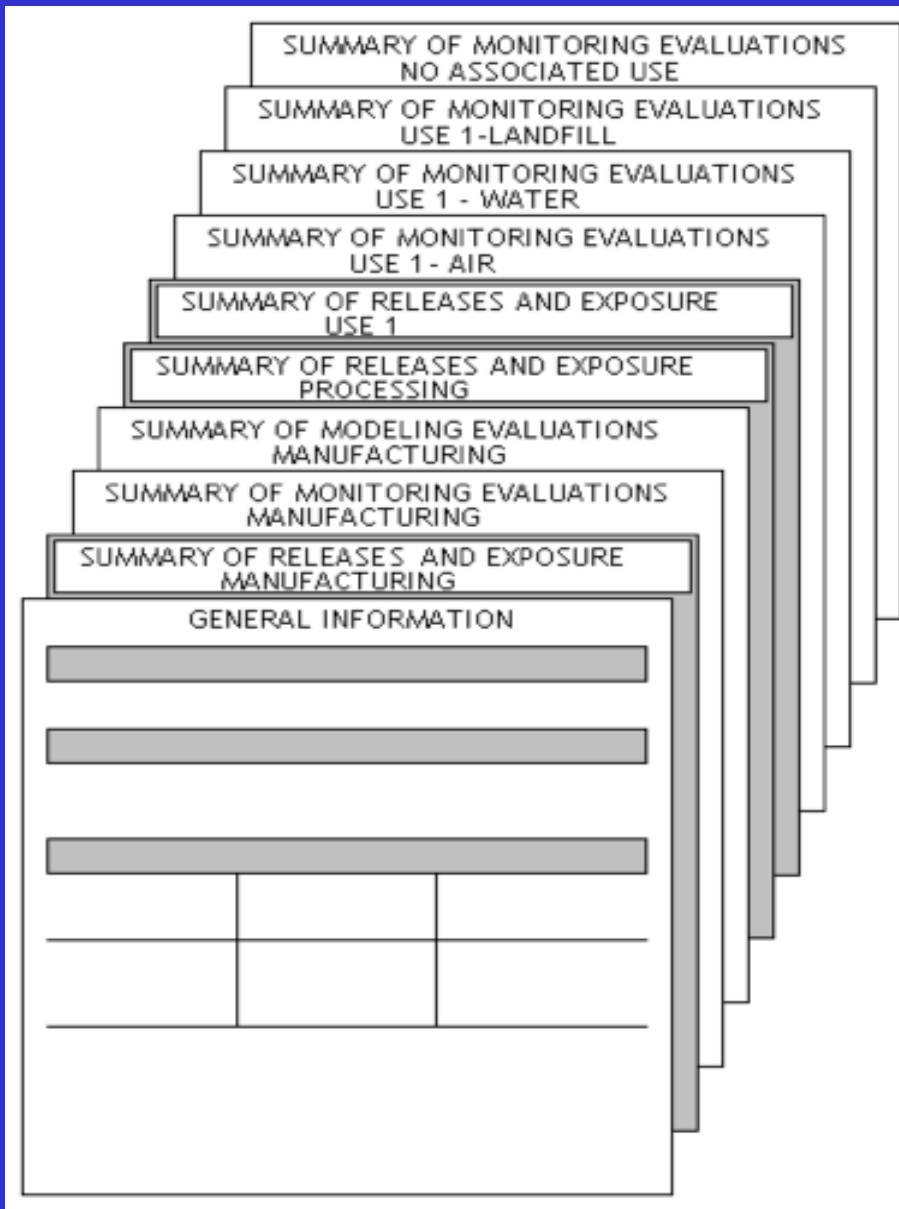 SUMMARY OF MONITORING EVALUATIONS
NO ASSOCIATED USE
SUMMARY OF MONITORING EVALUATIONS
USE 1-LANDFILL
SUMMARY OF MONITORING EVALUATIONS
USE 1 - WATER
SUMMARY OF MONITORING EVALUATIONS
USE 1 - AIR
SUMMARY OF RELEASES AND EXPOSURE
USE 1
SUMMARY OF RELEASES AND EXPOSURE
PROCESSING
SUMMARY OF MODELING EVALUATIONS
MANUFACTURING
SUMMARY OF MONITORING EVALUATIONS
MANUFACTURING
SUMMARY OF RELEASES AND EXPOSURE
MANUFACTURING
GENERAL INFORMATION